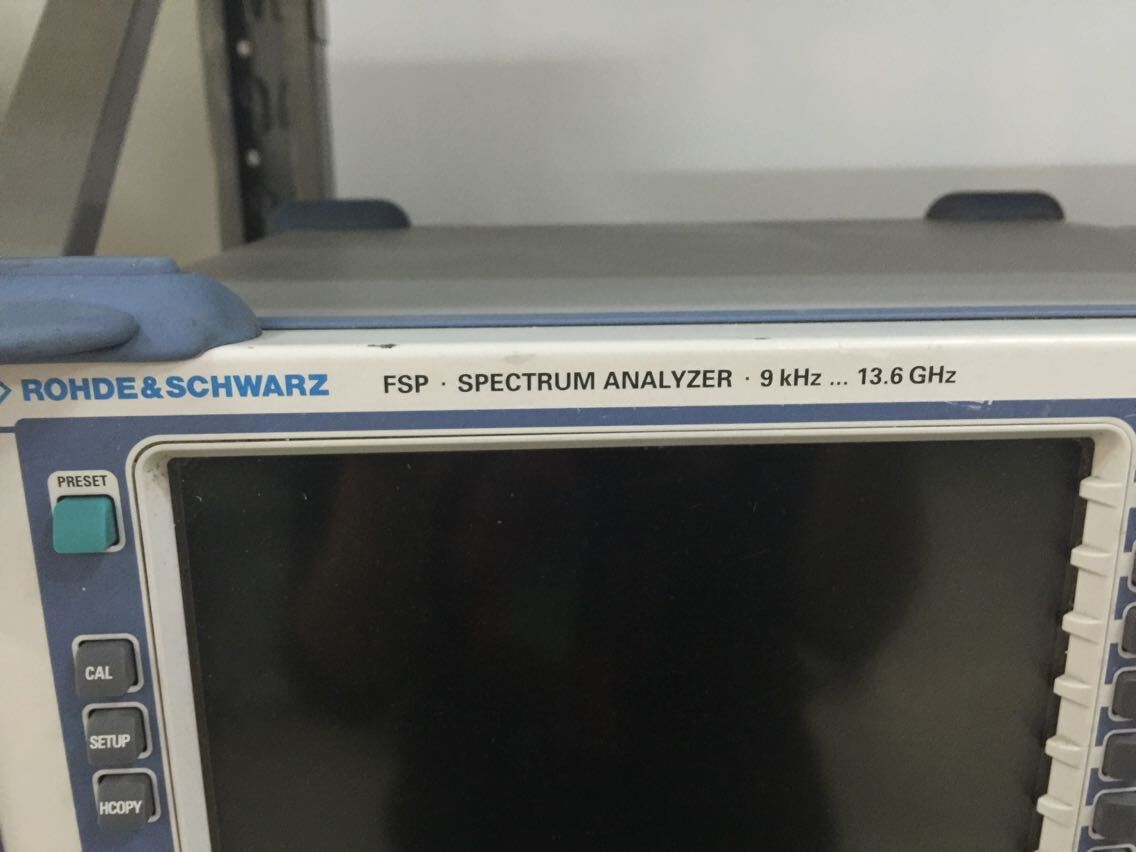 ROHDE&SCHWARZ FSP · SPECTRUM ANALYZER · 9 kHz ... 13.6 GHz
PRESET
CAL
SETUP
HCOPY